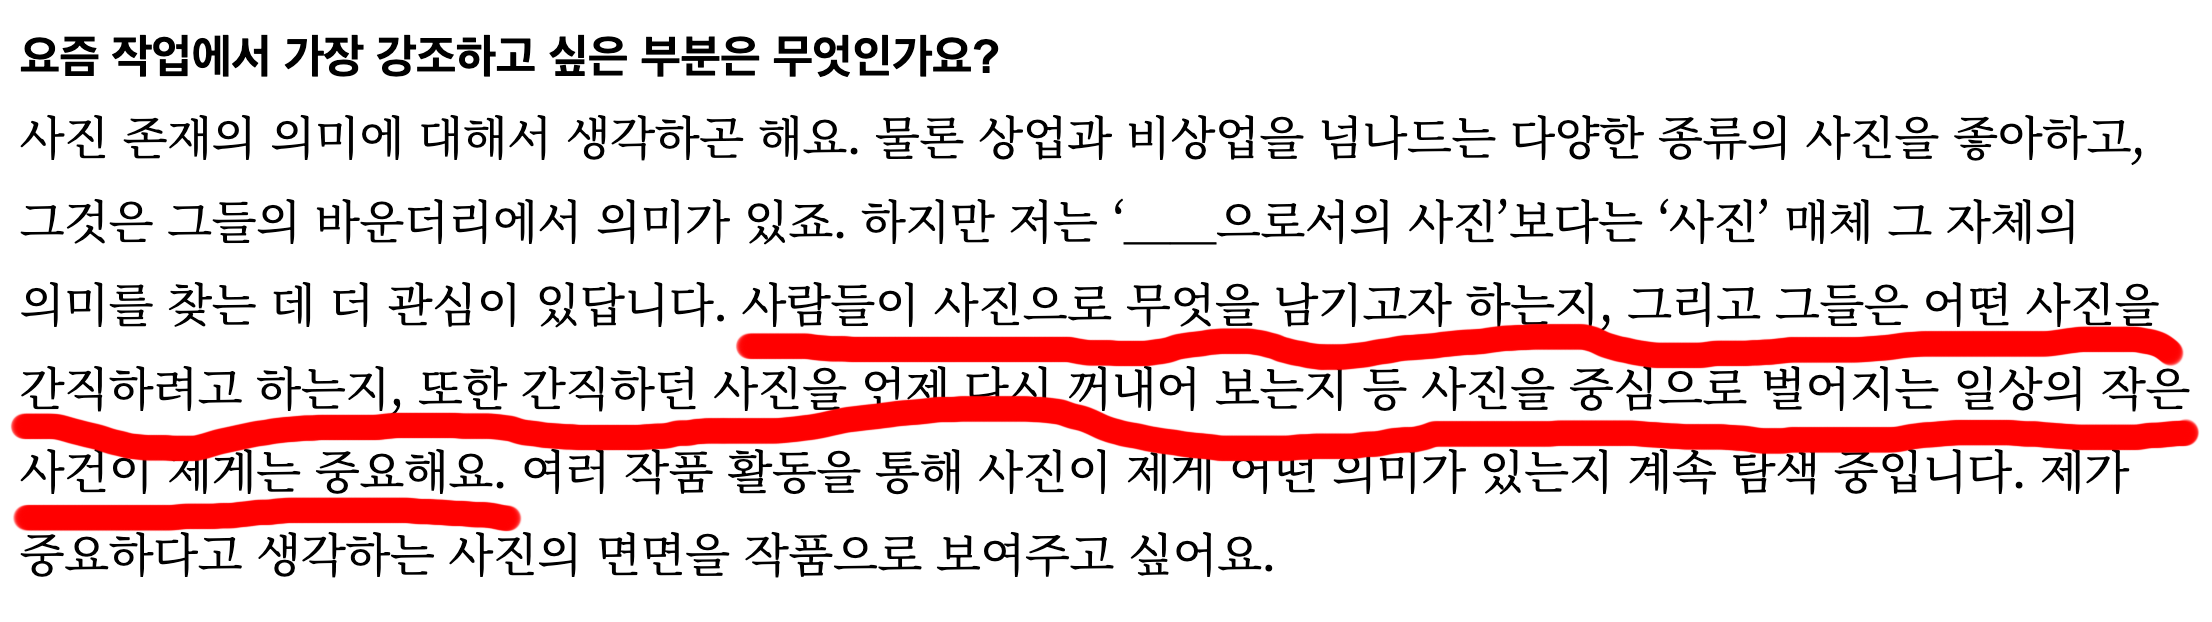 요즘 작업에서 가장 강조하고 싶은 부분은 무엇인가요?
사진 존재의 의미에 대해서 생각하곤 해요. 물론 상업과 비상업을 넘나드는 다양한 종류의 사진을 좋아하고,
그것은 그들의 바운더리에서 의미가 있죠. 하지만 저는 ‘____으로서의 사진’보다는 ‘사진’ 매체 그 자체의
의미를 찾는 데 더 관심이 있답니다. 사람들이 사진으로 무엇을 남기고자 하는지, 그리고 그들은 어떤 사진을
간직하려고 하는지, 또한 간직하던 사진을 언제 다시 꺼내어 보는지 등 사진을 중심으로 벌어지는 일상의 작은
사건이 제게는 중요해요. 여러 작품 활동을 통해 사진이 제게 어떤 의미가 있는지 계속 탐색 중입니다. 제가
중요하다고 생각하는 사진의 면면을 작품으로 보여주고 싶어요.